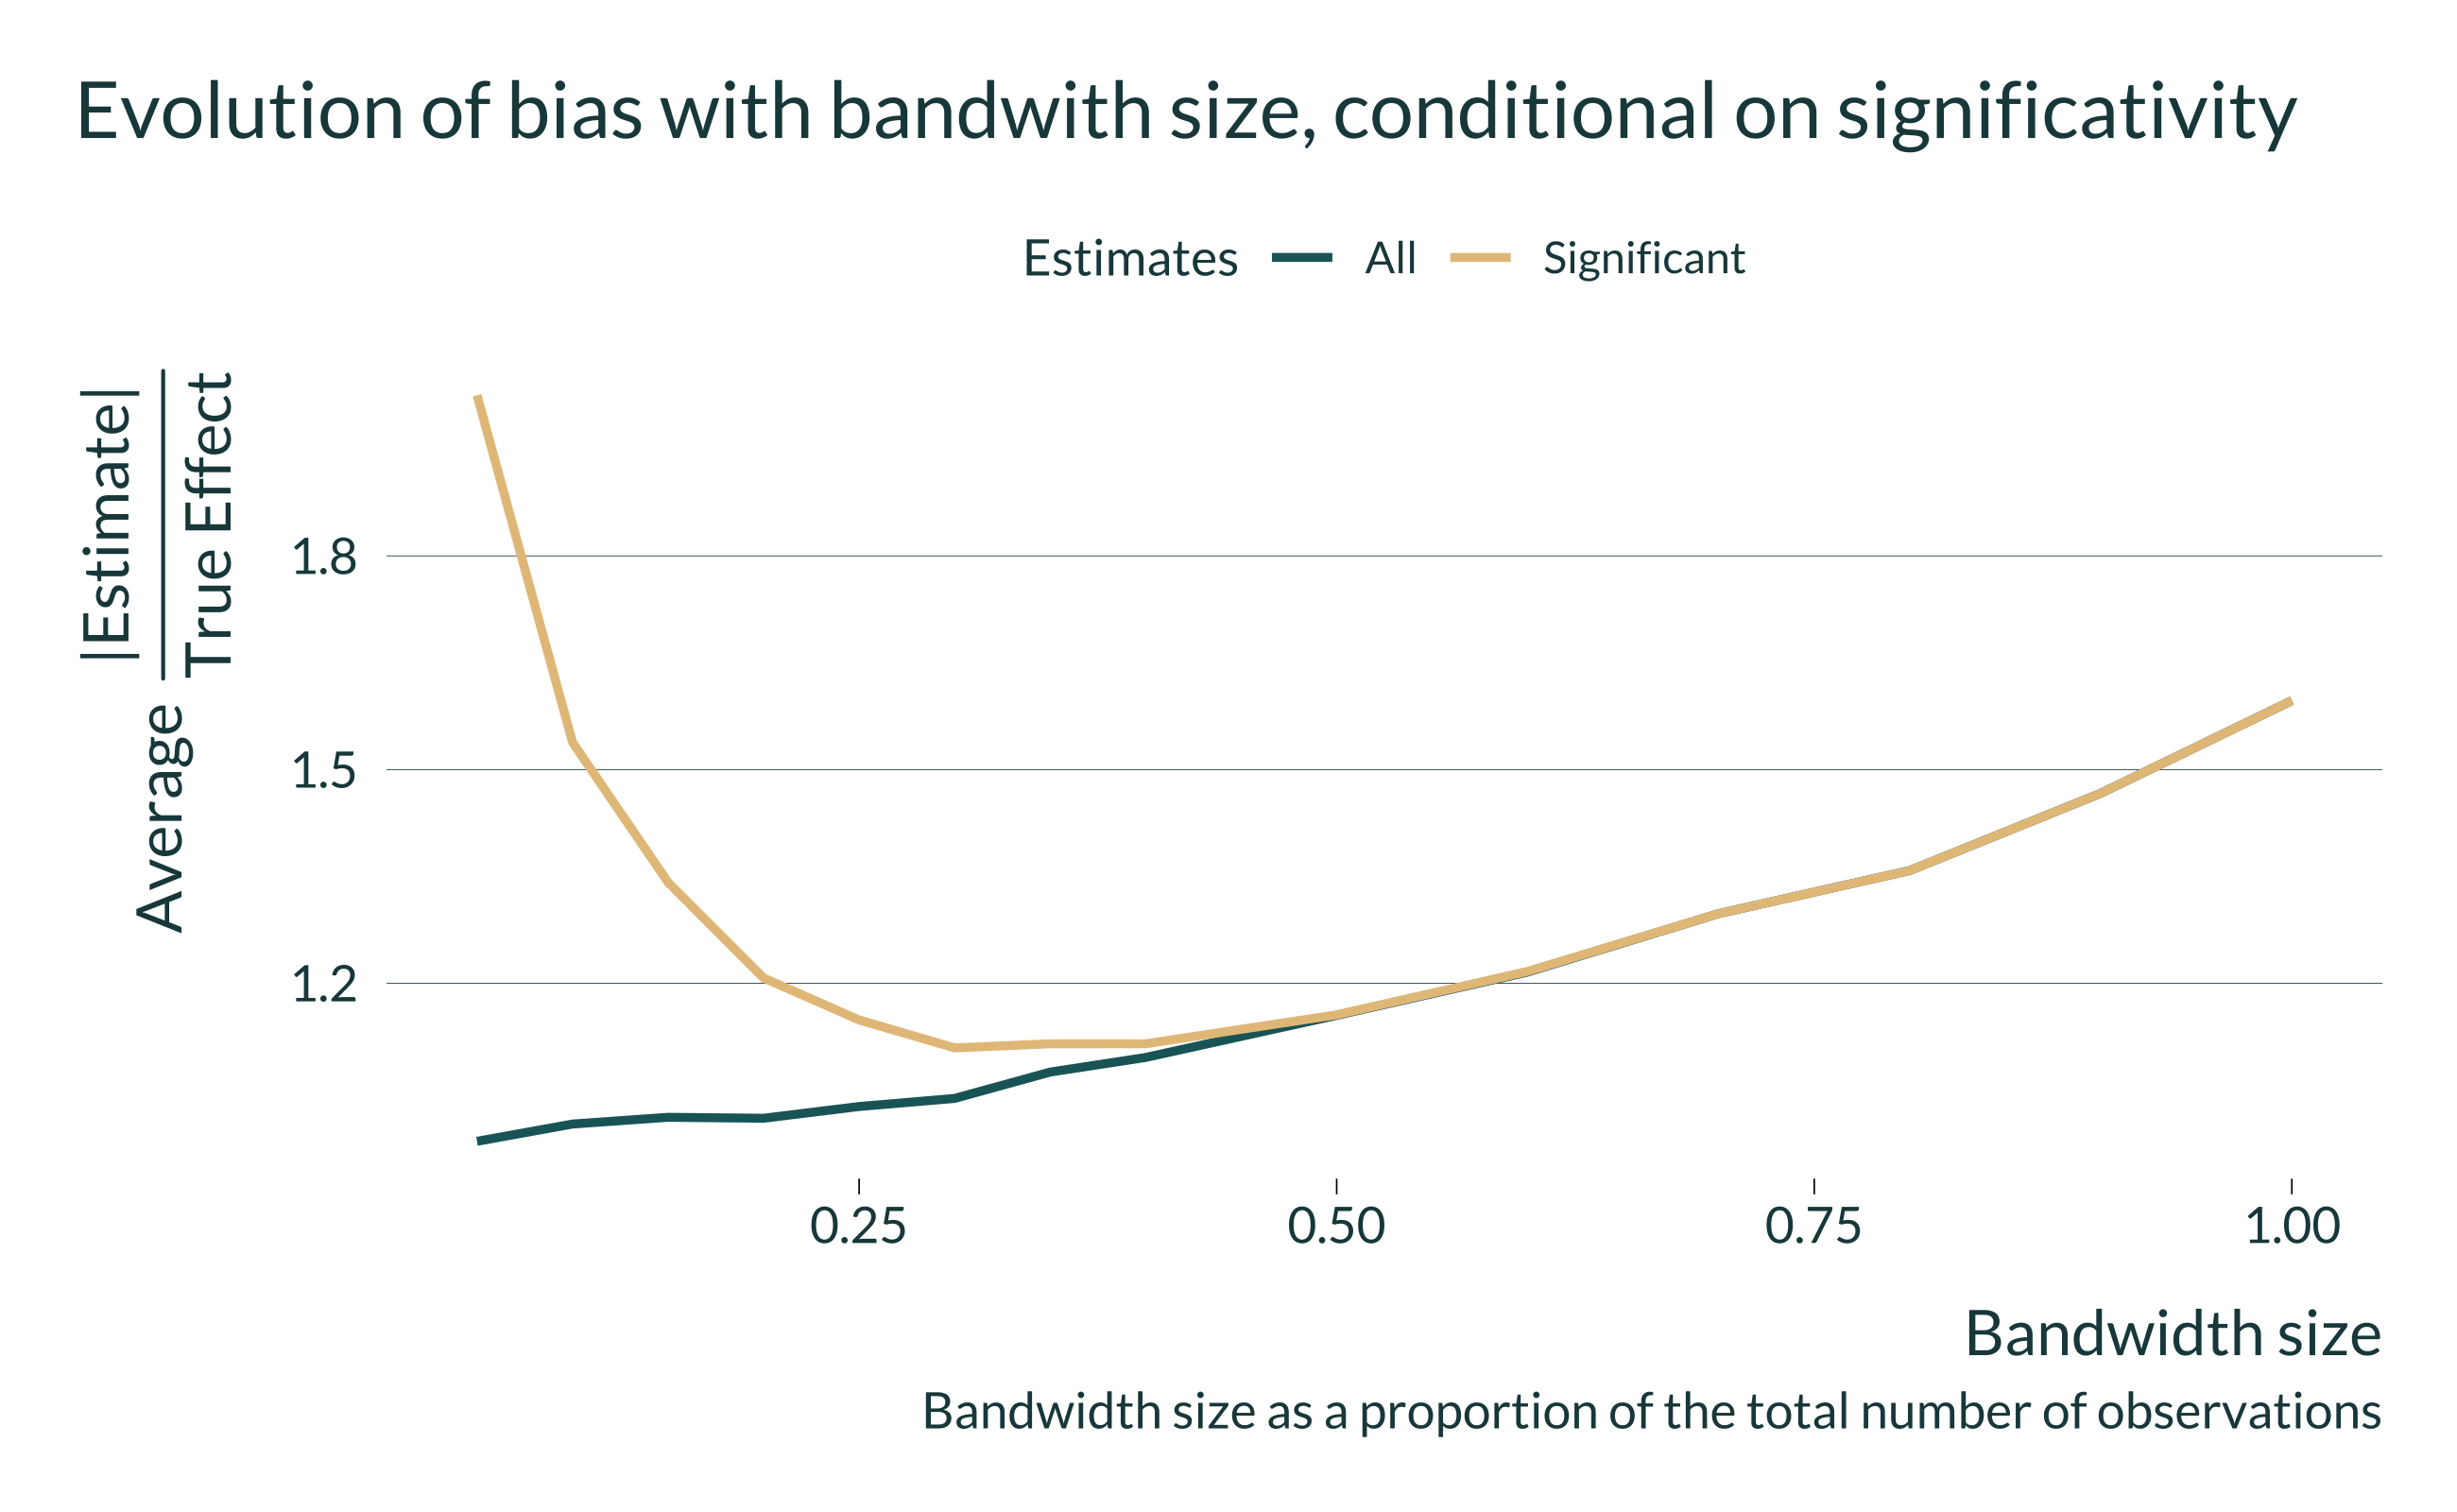 Evolution of bias with bandwith size, conditional on significativity
Estimates All Significant
Average |Estimate| / True Effect
1.8
1.5
1.2
0.25 0.50 0.75 1.00
Bandwidth size
Bandwidth size as a proportion of the total number of observations